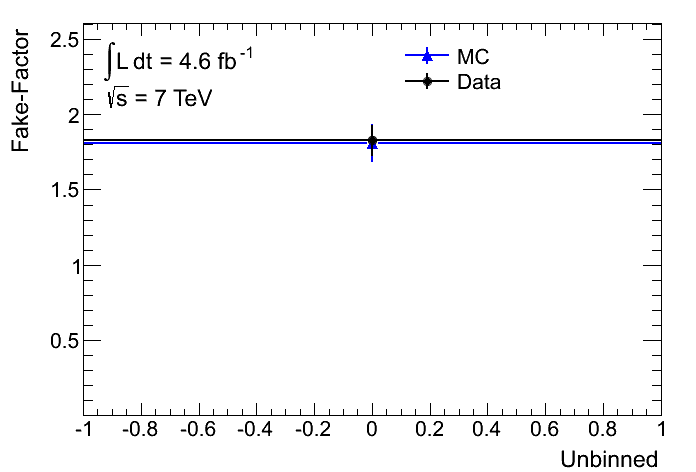 ∫L dt = 4.6 fb⁻¹
√s = 7 TeV
MC
Data
Fake-Factor
2.5
2
1.5
1
0.5
-1 -0.8 -0.6 -0.4 -0.2 0 0.2 0.4 0.6 0.8 1
Unbinned